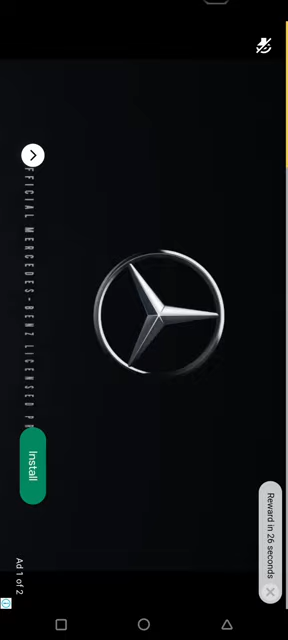 OFFICIAL MERCEDES-BENZ LICENSED PR
Install
Reward in 26 seconds
Ad 1 of 2